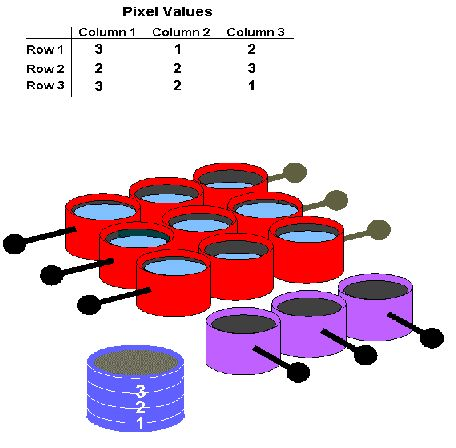 Pixel Values
Column 1 Column 2 Column 3
Row 1 3 1 2
Row 2 2 2 3
Row 3 3 2 1
3
2
1